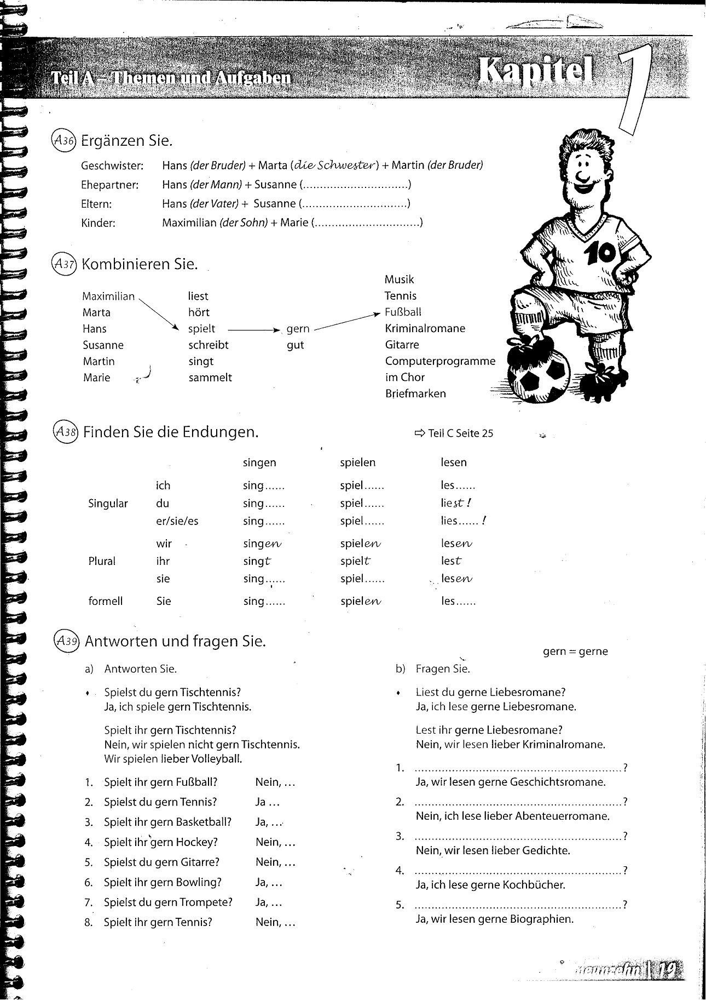 Teil A – Themen und Aufgaben
Kapitel 1
A36 Ergänzen Sie.
Geschwister: Hans (der Bruder) + Marta (die Schwester) + Martin (der Bruder)
Ehepartner: Hans (der Mann) + Susanne (...............................)
Eltern: Hans (der Vater) + Susanne (...............................)
Kinder: Maximilian (der Sohn) + Marie (...............................)
10
A37 Kombinieren Sie.
Musik
Maximilian liest Tennis
Marta hört Fußball
Hans spielt gern Kriminalromane
Susanne schreibt gut Gitarre
Martin singt Computerprogramme
Marie sammelt im Chor
Briefmarken
A38 Finden Sie die Endungen. ⇨ Teil C Seite 25
singen spielen lesen
ich sing...... spiel...... les......
Singular du sing...... spiel...... liest!
er/sie/es sing...... spiel...... lies...... !
wir singen spielen lesen
Plural ihr singt spielt lest
sie sing...... spiel...... lesen
formell Sie sing...... spielen les......
A39 Antworten und fragen Sie.
gern = gerne
a) Antworten Sie.
♦ Spielst du gern Tischtennis?
Ja, ich spiele gern Tischtennis.
Spielt ihr gern Tischtennis?
Nein, wir spielen nicht gern Tischtennis.
Wir spielen lieber Volleyball.
1. Spielt ihr gern Fußball? Nein, ...
2. Spielst du gern Tennis? Ja ...
3. Spielt ihr gern Basketball? Ja, ...
4. Spielt ihr gern Hockey? Nein, ...
5. Spielst du gern Gitarre? Nein, ...
6. Spielt ihr gern Bowling? Ja, ...
7. Spielst du gern Trompete? Ja, ...
8. Spielt ihr gern Tennis? Nein, ...
b) Fragen Sie.
♦ Liest du gerne Liebesromane?
Ja, ich lese gerne Liebesromane.
Lest ihr gerne Liebesromane?
Nein, wir lesen lieber Kriminalromane.
1. ..............................................................?
Ja, wir lesen gerne Geschichtsromane.
2. ..............................................................?
Nein, ich lese lieber Abenteuerromane.
3. ..............................................................?
Nein, wir lesen lieber Gedichte.
4. ..............................................................?
Ja, ich lese gerne Kochbücher.
5. ..............................................................?
Ja, wir lesen gerne Biographien.
neunzehn | 19